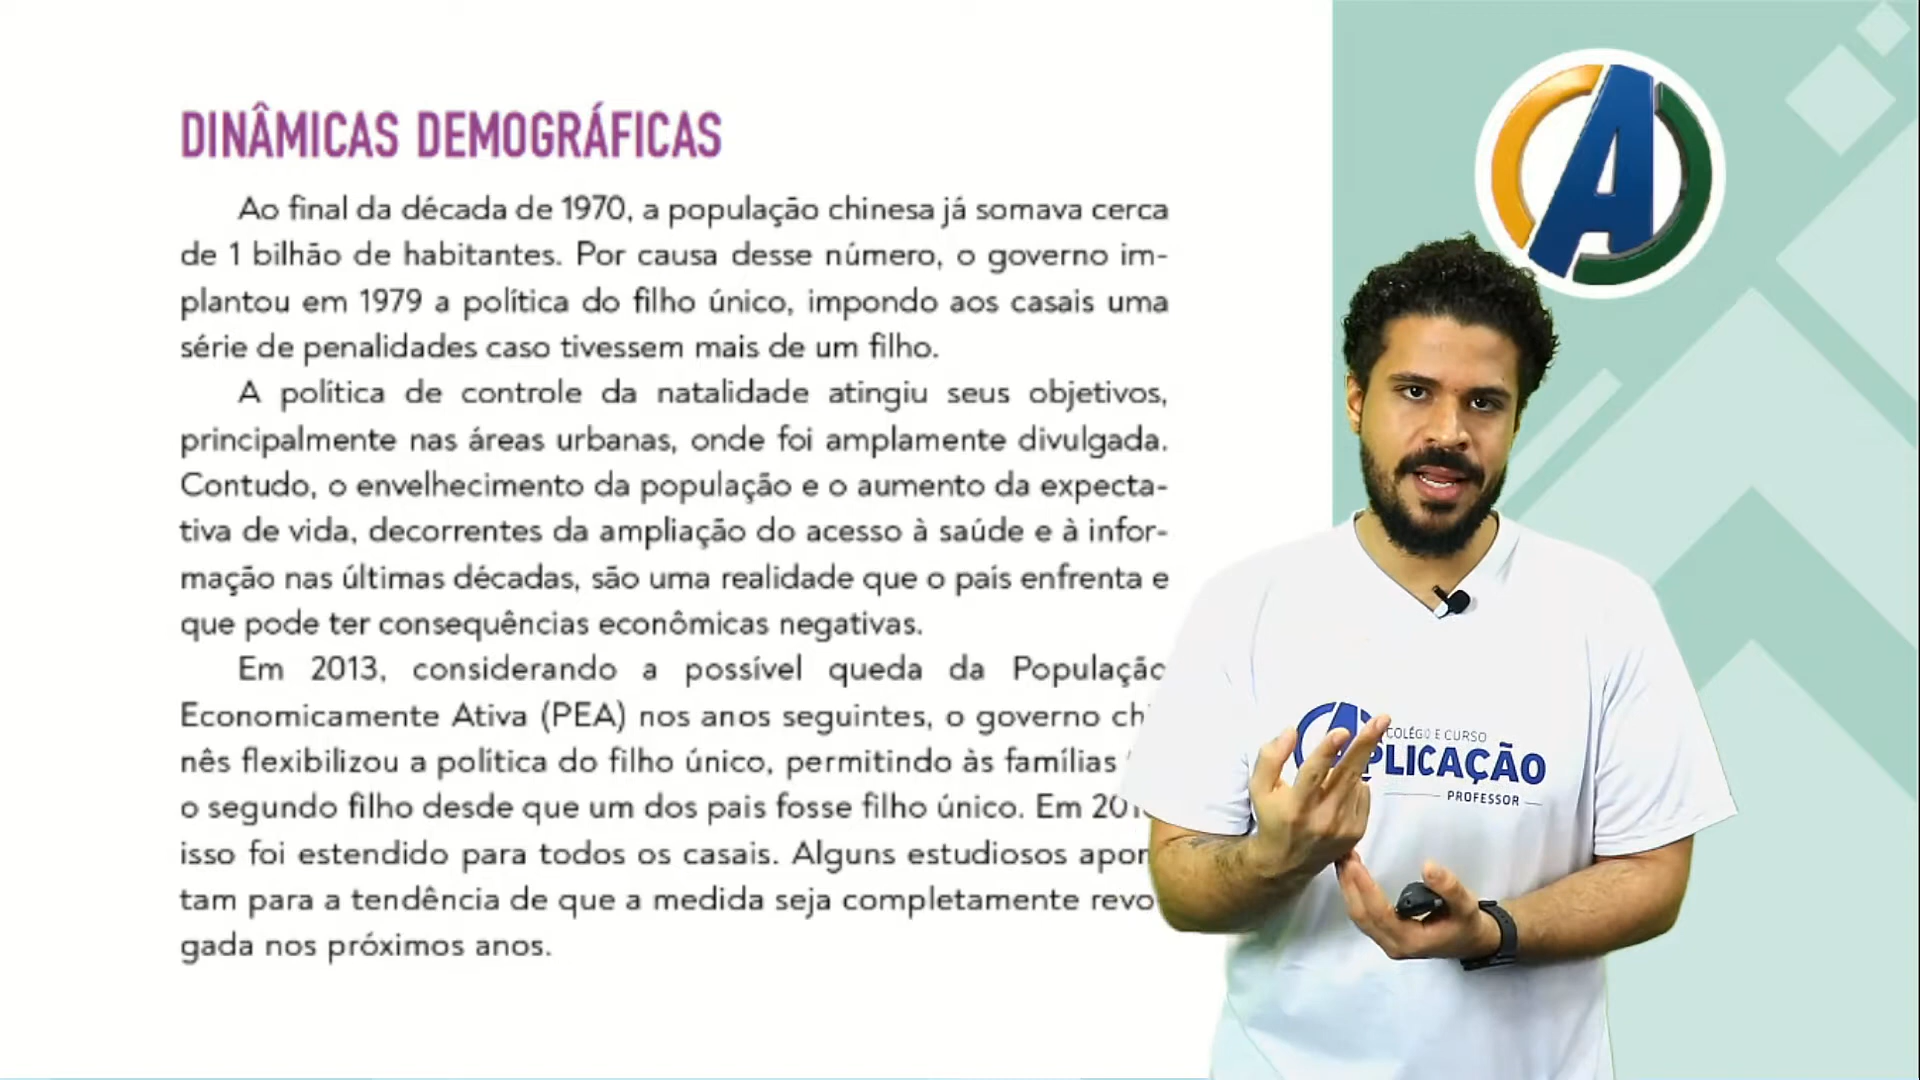 DINÂMICAS DEMOGRÁFICAS
Ao final da década de 1970, a população chinesa já somava cerca
de 1 bilhão de habitantes. Por causa desse número, o governo im-
plantou em 1979 a política do filho único, impondo aos casais uma
série de penalidades caso tivessem mais de um filho.
A política de controle da natalidade atingiu seus objetivos,
principalmente nas áreas urbanas, onde foi amplamente divulgada.
Contudo, o envelhecimento da população e o aumento da expecta-
tiva de vida, decorrentes da ampliação do acesso à saúde e à infor-
mação nas últimas décadas, são uma realidade que o país enfrenta e
que pode ter consequências econômicas negativas.
Em 2013, considerando a possível queda da População
Economicamente Ativa (PEA) nos anos seguintes, o governo chi
nês flexibilizou a política do filho único, permitindo às famílias
o segundo filho desde que um dos pais fosse filho único. Em 201
isso foi estendido para todos os casais. Alguns estudiosos apon
tam para a tendência de que a medida seja completamente revo
gada nos próximos anos.
A
COLÉGIO E CURSO
PLICAÇÃO
PROFESSOR